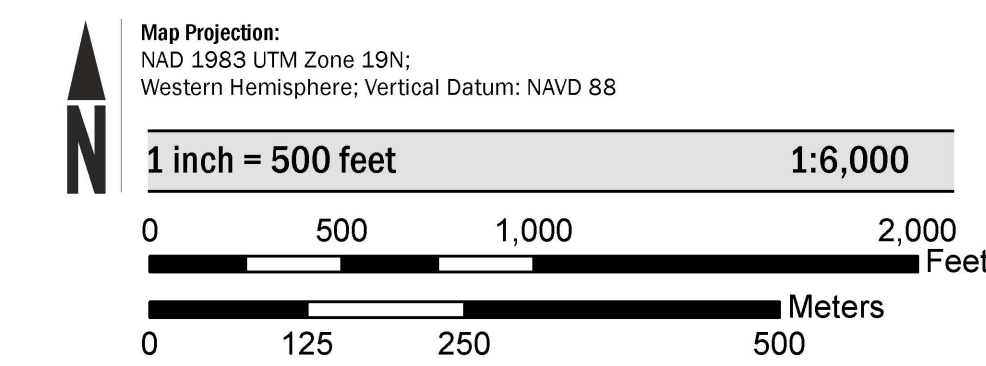 N
Map Projection:
NAD 1983 UTM Zone 19N;
Western Hemisphere; Vertical Datum: NAVD 88
1 inch = 500 feet 1:6,000
0 500 1,000 2,000
Feet
Meters
0 125 250 500